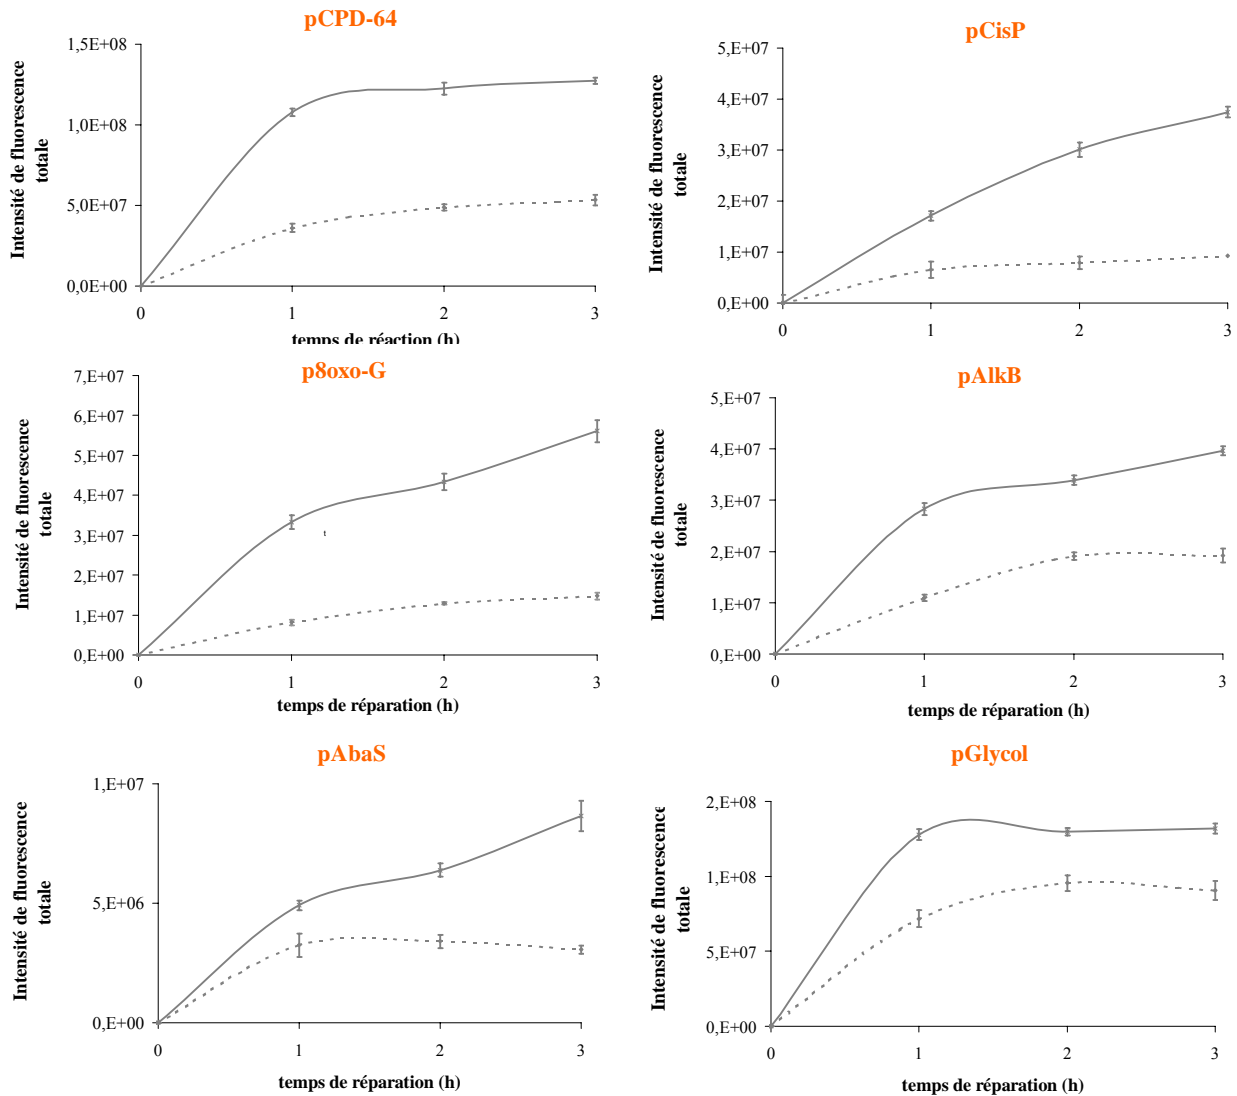 pCPD-64
Intensité de fluorescence
totale
1,5E+08
1,0E+08
5,0E+07
0,0E+00
0
1
2
3
temps de réaction (h)
pCisP
Intensité de fluorescence
totale
5,E+07
4,E+07
3,E+07
2,E+07
1,E+07
0,E+00
0
1
2
3
p8oxo-G
Intensité de fluorescence
totale
7,E+07
6,E+07
5,E+07
4,E+07
3,E+07
2,E+07
1,E+07
0,E+00
t
0
1
2
3
temps de réparation (h)
pAlkB
Intensité de fluorescence
totale
5,E+07
4,E+07
3,E+07
2,E+07
1,E+07
0,E+00
0
1
2
3
temps de réparation (h)
pAbaS
Intensité de fluorescence
totale
1,E+07
5,E+06
0,E+00
0
1
2
3
temps de réparation (h)
pGlycol
Intensité de fluorescence
totale
2,E+08
1,E+08
5,E+07
0,E+00
0
1
2
3
temps de réparation (h)